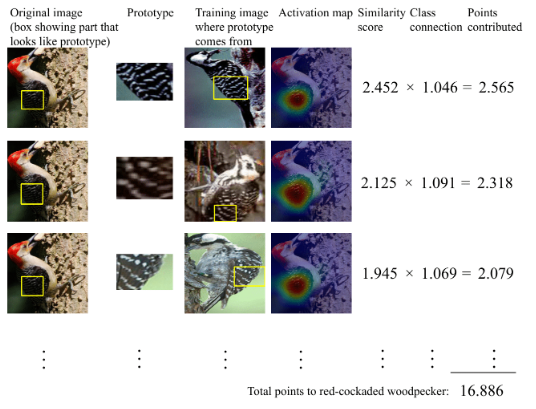 Original image
(box showing part that
looks like prototype)
Prototype
Training image
where prototype
comes from
Activation map
Similarity
score
Class
connection
Points
contributed
2.452 × 1.046 = 2.565
2.125 × 1.091 = 2.318
1.945 × 1.069 = 2.079
Total points to red-cockaded woodpecker: 16.886